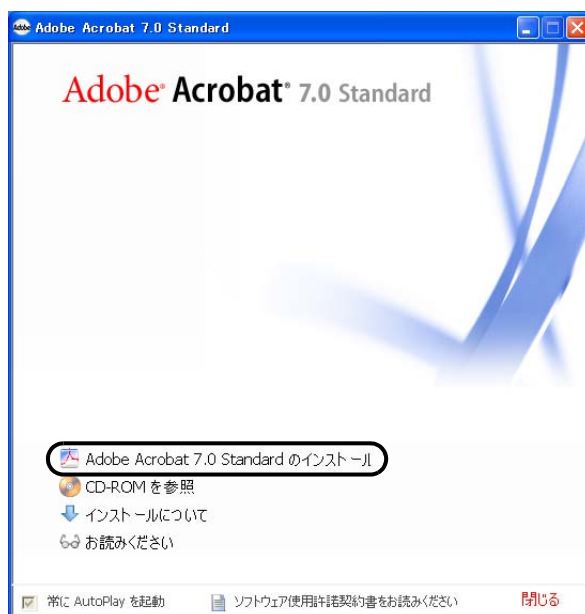 Adobe Adobe Acrobat 7.0 Standard
Adobe® Acrobat® 7.0 Standard
Adobe Acrobat 7.0 Standard のインストール
CD-ROM を参照
インストールについて
お読みください
常に AutoPlay を起動 ソフトウェア使用許諾契約書をお読みください 閉じる